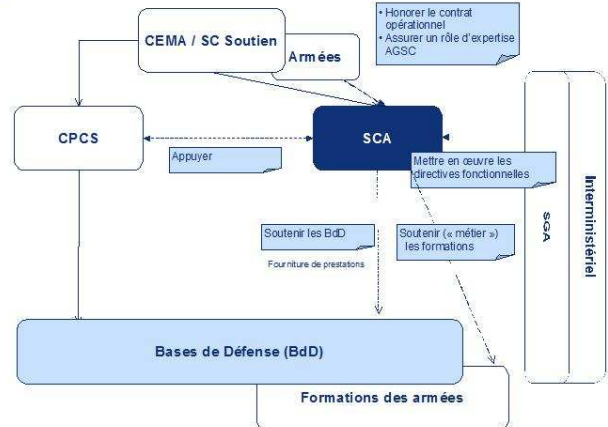 • Honorer le contrat
opérationnel
• Assurer un rôle d'expertise
AGSC
CEMA / SC Soutien
Armées
CPCS
SCA
Appuyer
Mettre en œuvre les
directives fonctionnelles
SGA
Interministériel
Soutenir les BdD
Soutenir (« métier »)
les formations
Fourniture de prestations
Bases de Défense (BdD)
Formations des armées